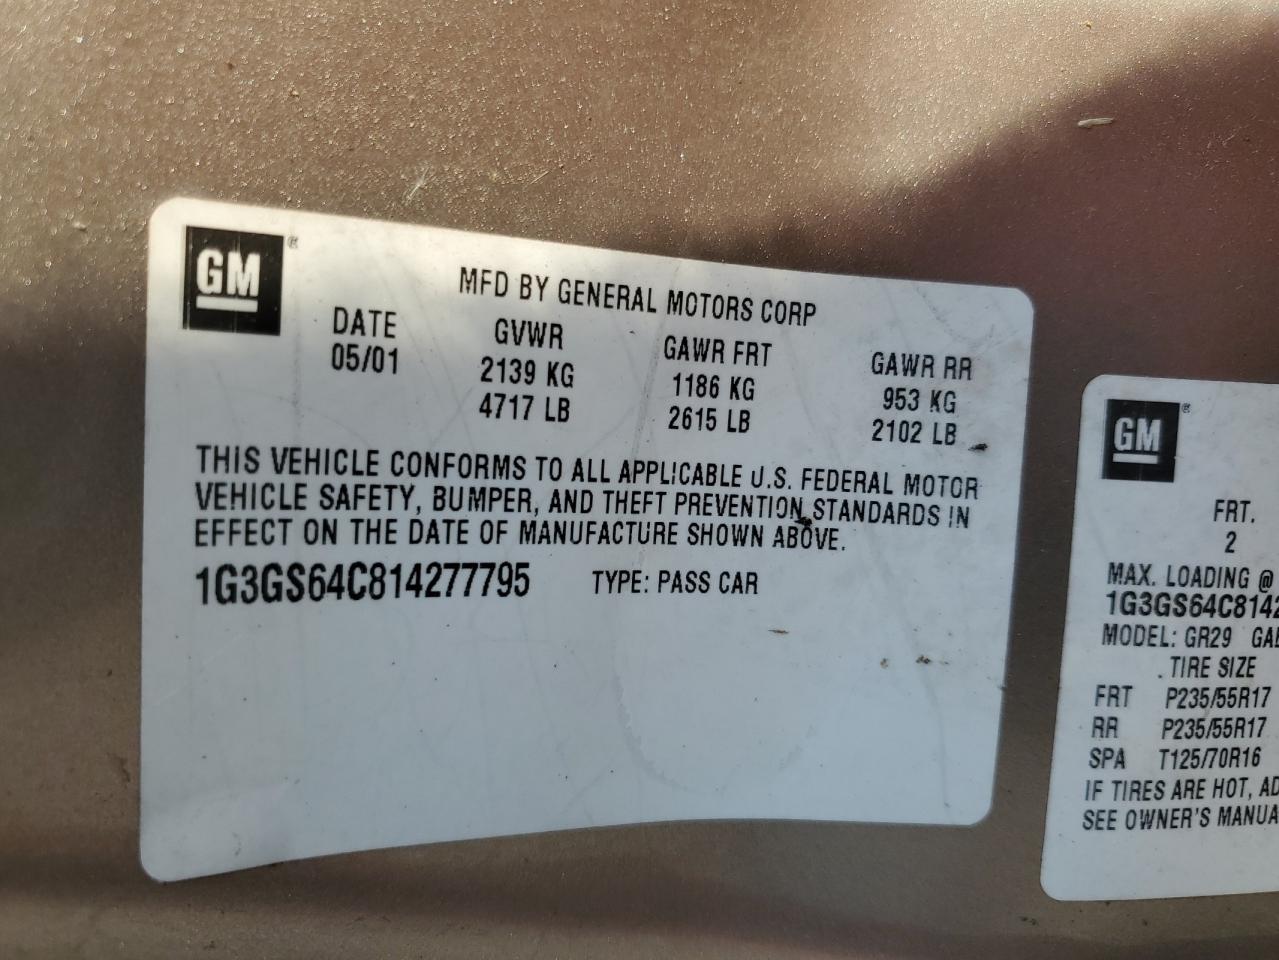 GM ®
MFD BY GENERAL MOTORS CORP
DATE GVWR GAWR FRT GAWR RR
05/01 2139 KG 1186 KG 953 KG
4717 LB 2615 LB 2102 LB
THIS VEHICLE CONFORMS TO ALL APPLICABLE U.S. FEDERAL MOTOR
VEHICLE SAFETY, BUMPER, AND THEFT PREVENTION STANDARDS IN
EFFECT ON THE DATE OF MANUFACTURE SHOWN ABOVE.
1G3GS64C814277795 TYPE: PASS CAR
GM ®
FRT.
2
MAX. LOADING @
1G3GS64C8142
MODEL: GR29
TIRE SIZE
FRT P235/55R17
RR P235/55R17
SPA T125/70R16
IF TIRES ARE HOT,
SEE OWNER'S